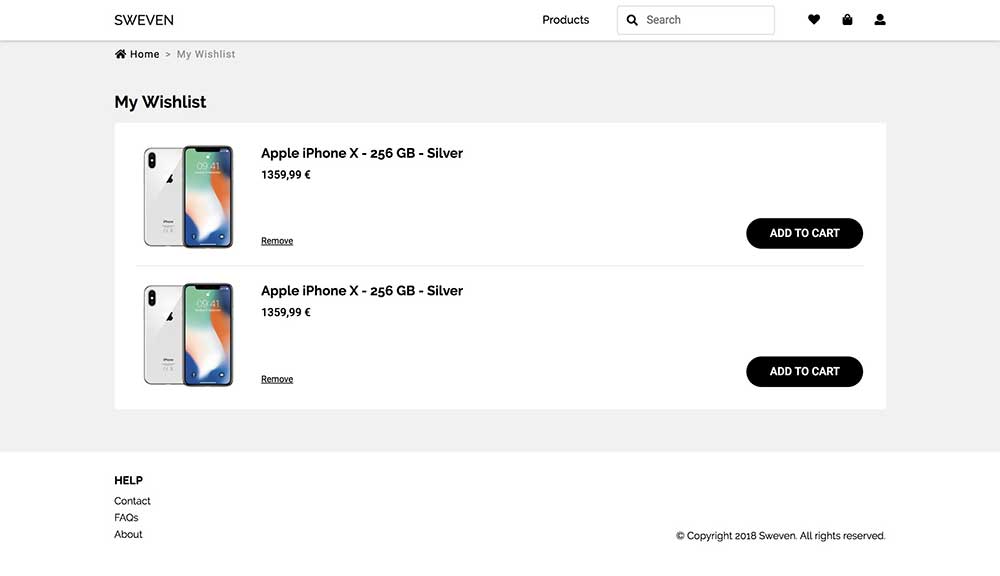 SWEVEN
Products
Search
Home > My Wishlist
My Wishlist
Apple iPhone X - 256 GB - Silver
1359,99 €
Remove
ADD TO CART
Apple iPhone X - 256 GB - Silver
1359,99 €
Remove
ADD TO CART
HELP
Contact
FAQs
About
© Copyright 2018 Sweven. All rights reserved.
09:41
iPhone
09:41
iPhone